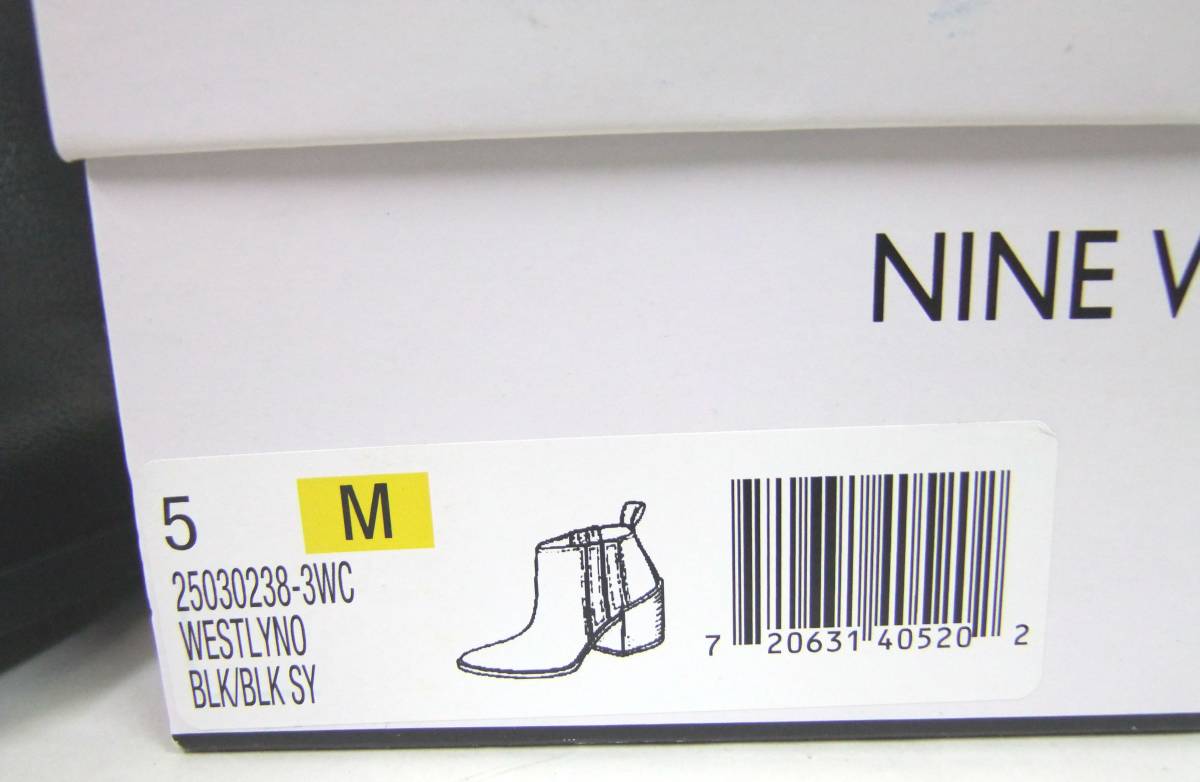 NINE
5 M
25030238-3WC
WESTLYNO
BLK/BLK SY
7 20631 40520 2